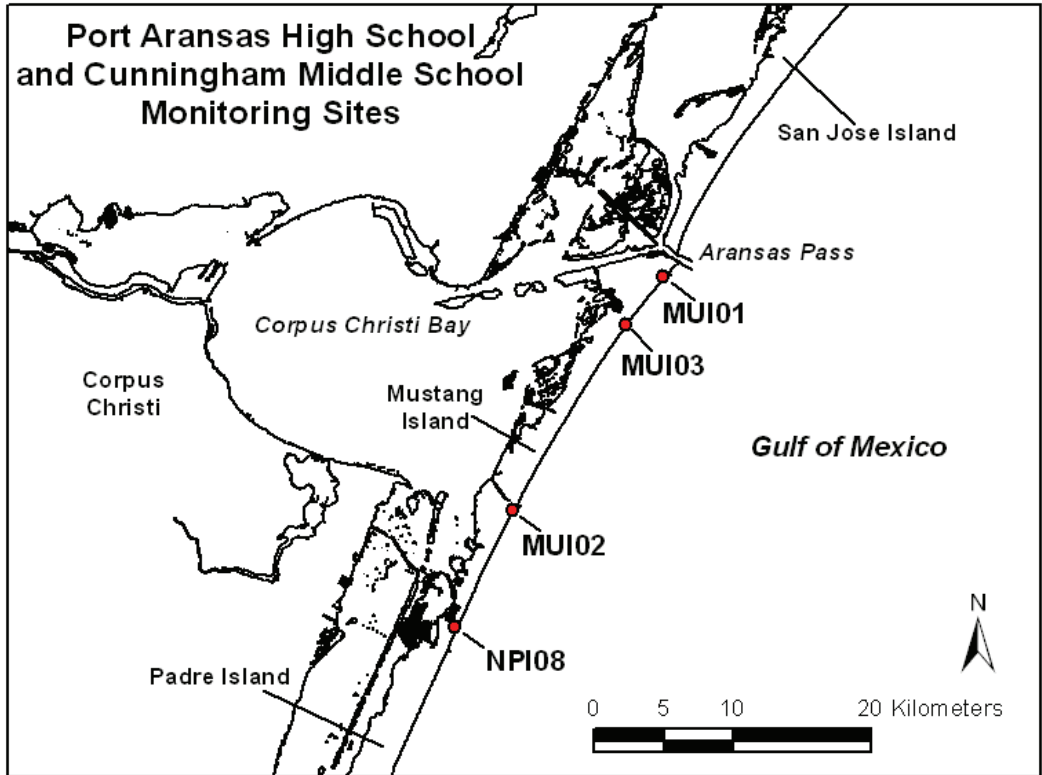 Port Aransas High School
and Cunningham Middle School
Monitoring Sites
San Jose Island
Aransas Pass
MUI01
Corpus Christi Bay
MUI03
Corpus
Christi
Mustang
Island
Gulf of Mexico
MUI02
N
NPI08
Padre Island
0 5 10 20 Kilometers